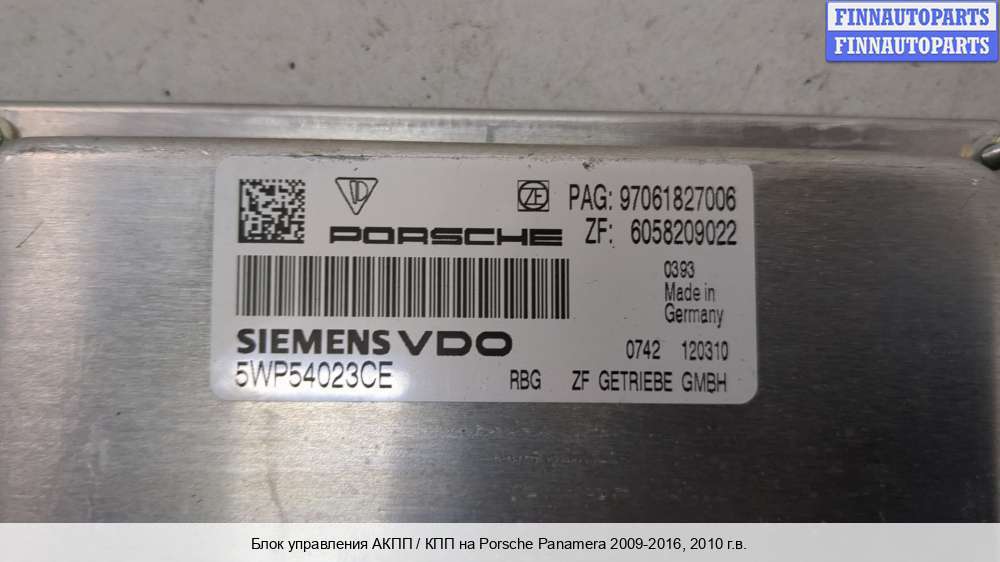 FINNAUTOPARTS
FINNAUTOPARTS
ZF PAG: 97061827006
PORSCHE ZF: 6058209022
0393
Made in
Germany
SIEMENS VDO 0742 120310
5WP54023CE RBG ZF GETRIEBE GMBH
Блок управления АКПП / КПП на Porsche Panamera 2009-2016, 2010 г.в.